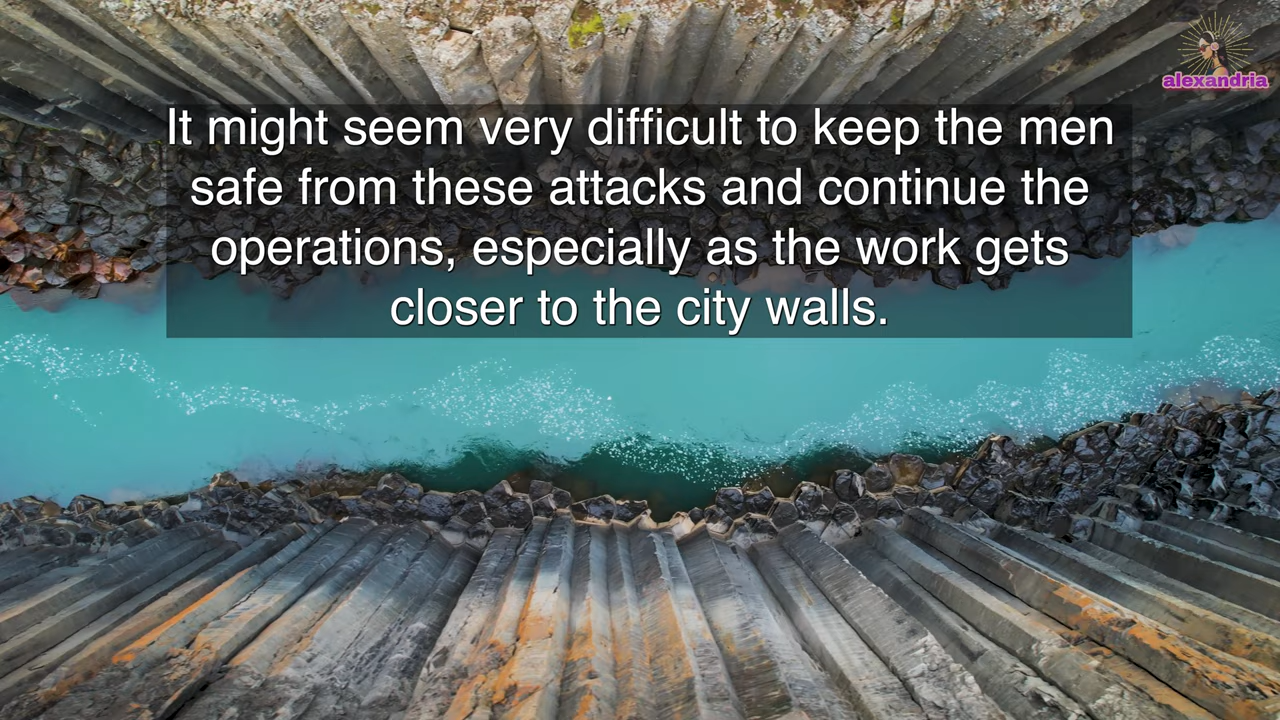 alexandria
It might seem very difficult to keep the men
safe from these attacks and continue the
operations, especially as the work gets
closer to the city walls.